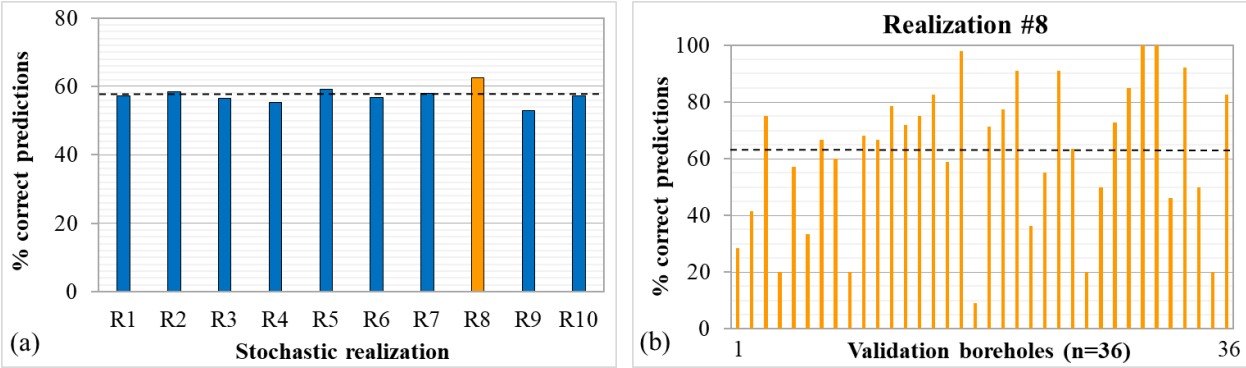 % correct predictions
80
60
40
20
0
R1 R2 R3 R4 R5 R6 R7 R8 R9 R10
Stochastic realization
(a)
Realization #8
% correct predictions
100
80
60
40
20
0
1 36
Validation boreholes (n=36)
(b)